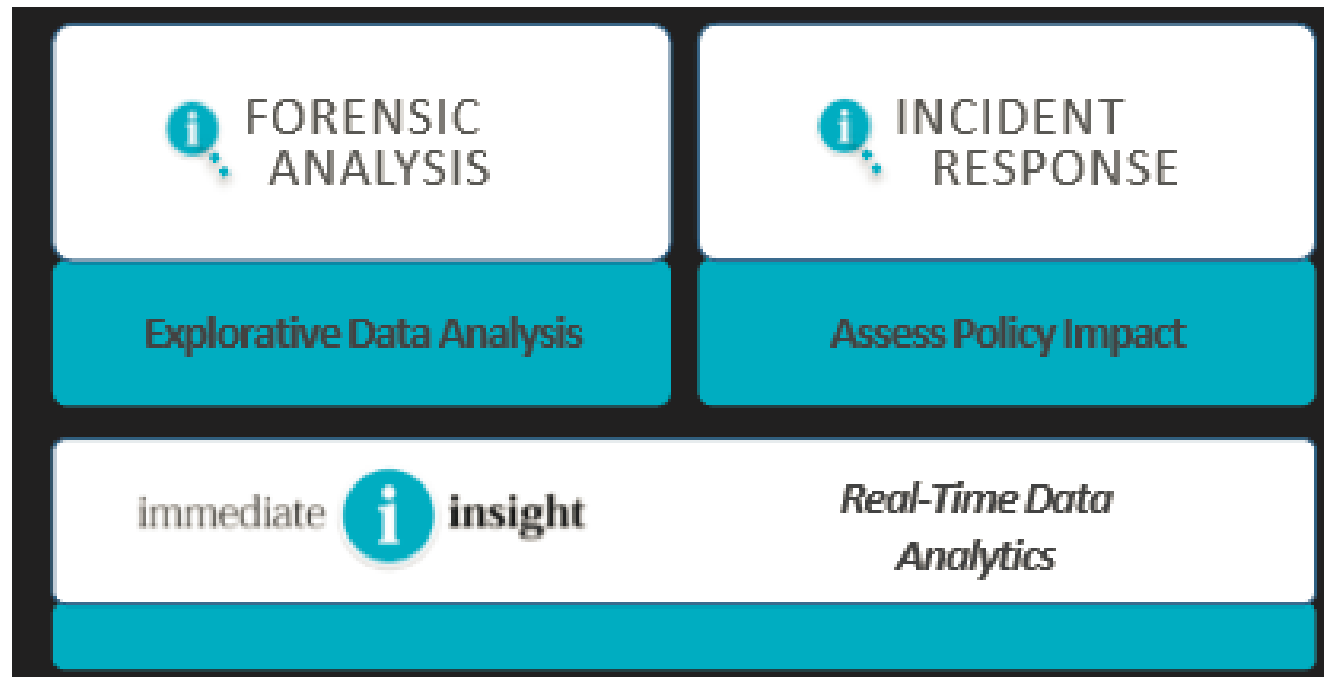 FORENSIC
ANALYSIS
Explorative Data Analysis
INCIDENT
RESPONSE
Assess Policy Impact
immediate i insight
Real-Time Data
Analytics